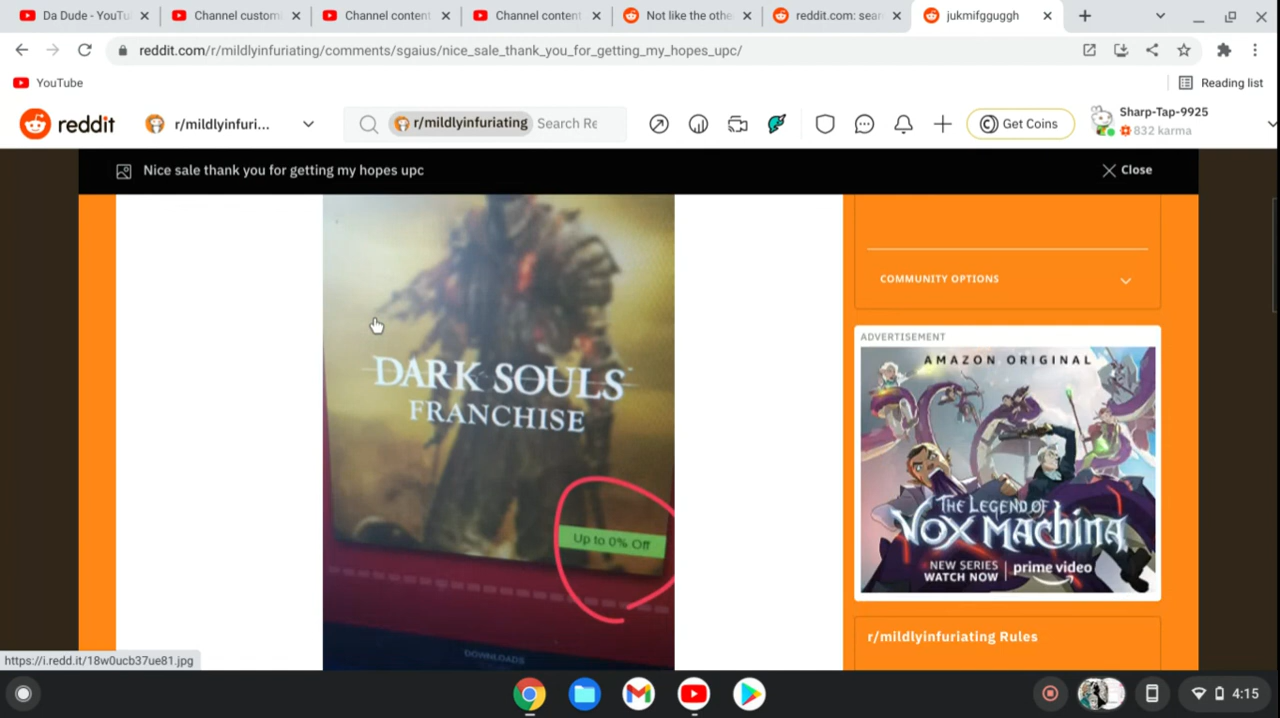 Da Dude - YouTu
Channel custom
Channel content
Channel content
Not like the othe
reddit.com: sear
jukmifgguggh
reddit.com/r/mildlyinfuriating/comments/sgaius/nice_sale_thank_you_for_getting_my_hopes_upc/
YouTube
Reading list
reddit
r/mildlyinfuri...
r/mildlyinfuriating
Search Re
Get Coins
Sharp-Tap-9925
832 karma
Nice sale thank you for getting my hopes upc
Close
DARK SOULS
FRANCHISE
Up to 0% Off
DOWNLOADS
COMMUNITY OPTIONS
ADVERTISEMENT
AMAZON ORIGINAL
THE LEGEND OF
VOX MACHINA
NEW SERIES
WATCH NOW
prime video
r/mildlyinfuriating Rules
https://i.redd.it/18w0ucb37ue81.jpg
4:15